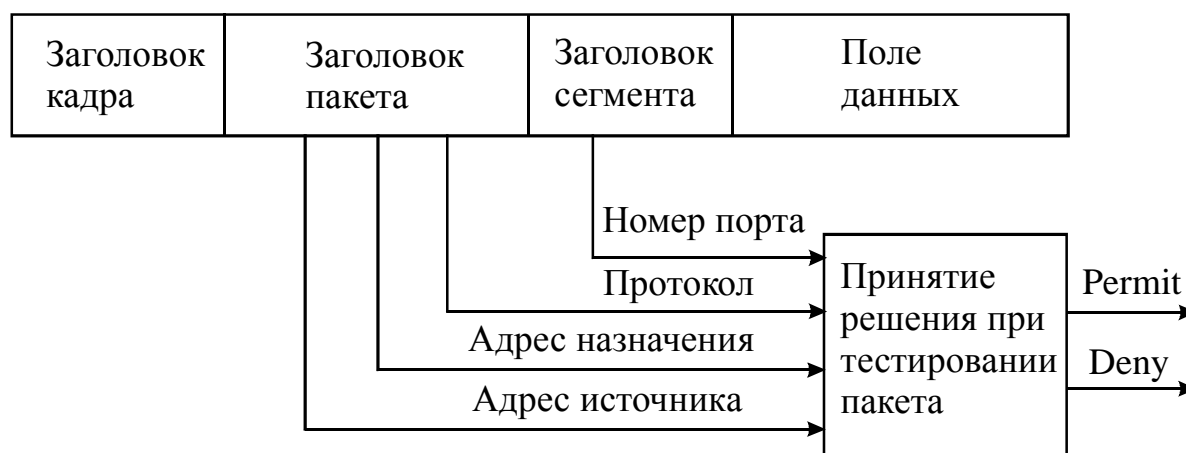 Заголовок
кадра
Заголовок
пакета
Заголовок
сегмента
Поле
данных
Номер порта
Протокол
Адрес назначения
Адрес источника
Принятие
решения при
тестировании
пакета
Permit
Deny